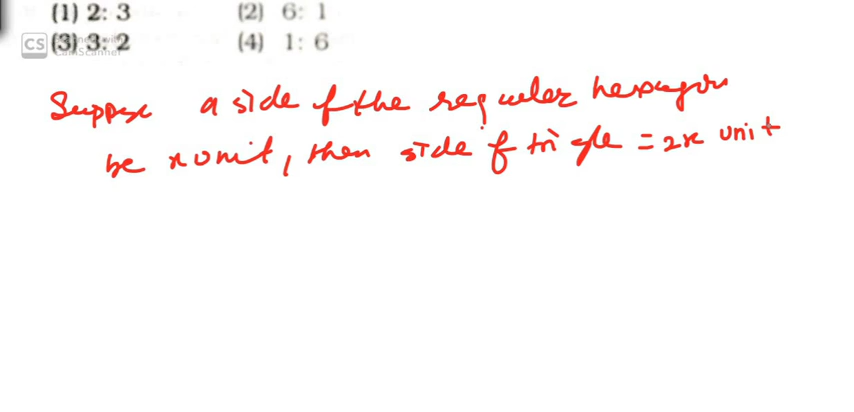 (1) 2: 3 (2) 6: 1
CS (3) 3: 2 (4) 1: 6
Suppose a side of the regular hexagon
be x unit, then side of triangle = 2x unit